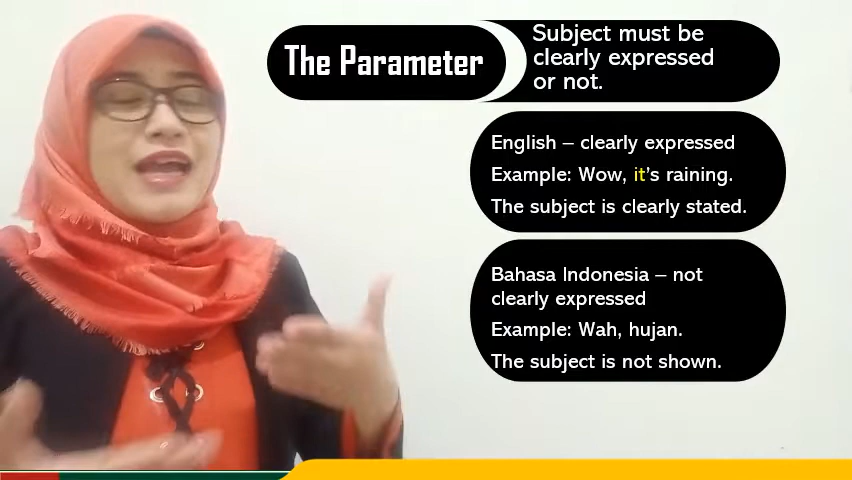 The Parameter
Subject must be
clearly expressed
or not.
English – clearly expressed
Example: Wow, it's raining.
The subject is clearly stated.
Bahasa Indonesia – not
clearly expressed
Example: Wah, hujan.
The subject is not shown.